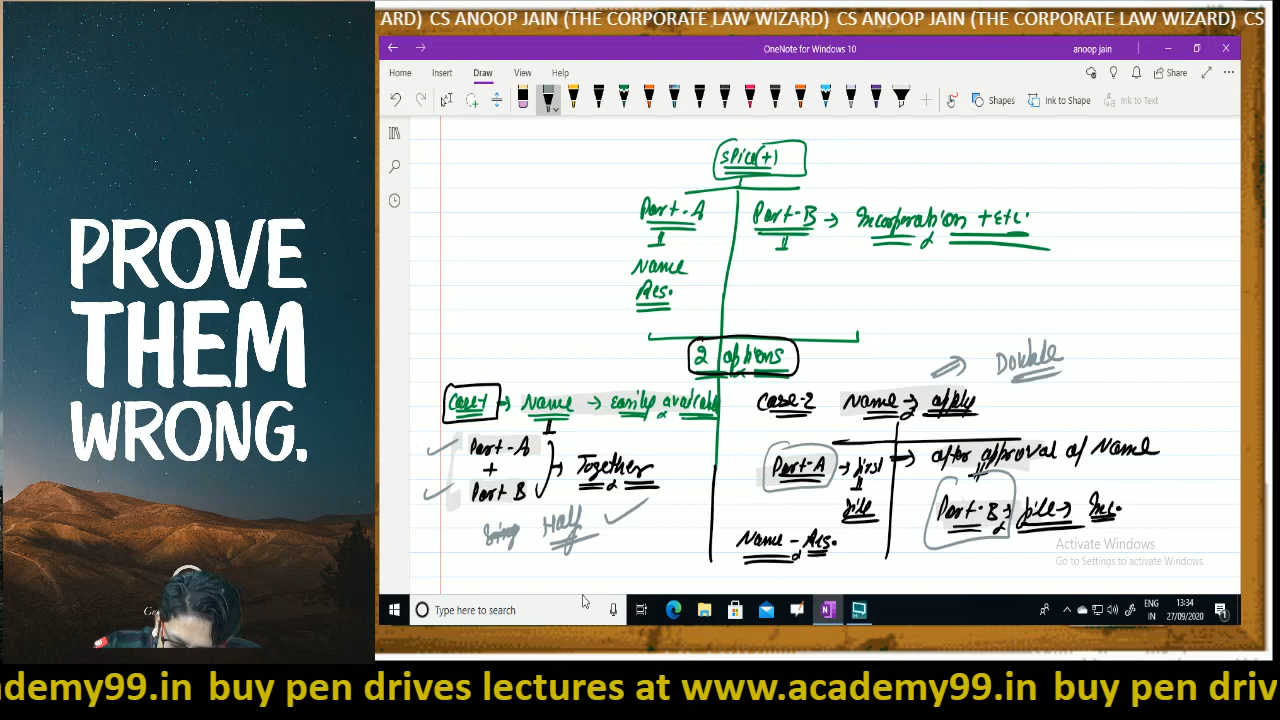 ARD) CS ANOOP JAIN (THE CORPORATE LAW WIZARD) CS ANOOP JAIN (THE CORPORATE LAW WIZARD) CS
OneNote for Windows 10
anoop jain
Home Insert Draw View Help
Share
Shapes
Ink to Shape
Ink to Text
SPice(+)
Part-A
Part-B → Incorporation + Etc.
Name
Res.
2 options
Double
Case-1 → Name → easily available
Case-2 Name → apply
Part-A
+
Part B
→ Together
Half
Part-A → first
file
Name - Res.
→ after approval of Name
Part-B → file → Inc.
Activate Windows
Go to Settings to activate Windows.
PROVE
THEM
WRONG.
Type here to search
ENG
IN
13:34
27/09/2020
ademy99.in buy pen drives lectures at www.academy99.in buy pen driv